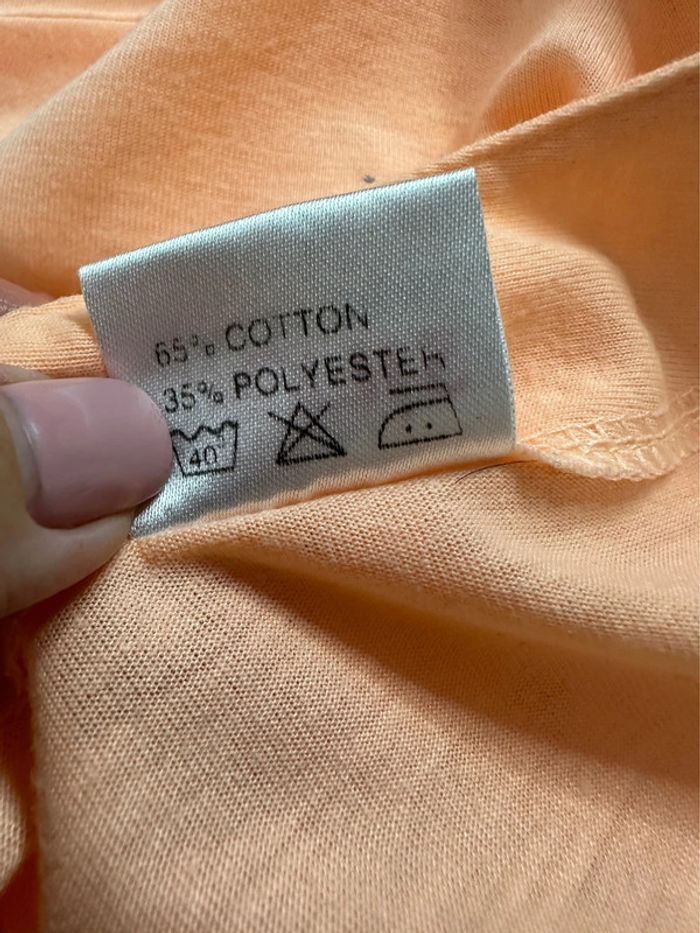 65% COTTON
35% POLYESTER
40°